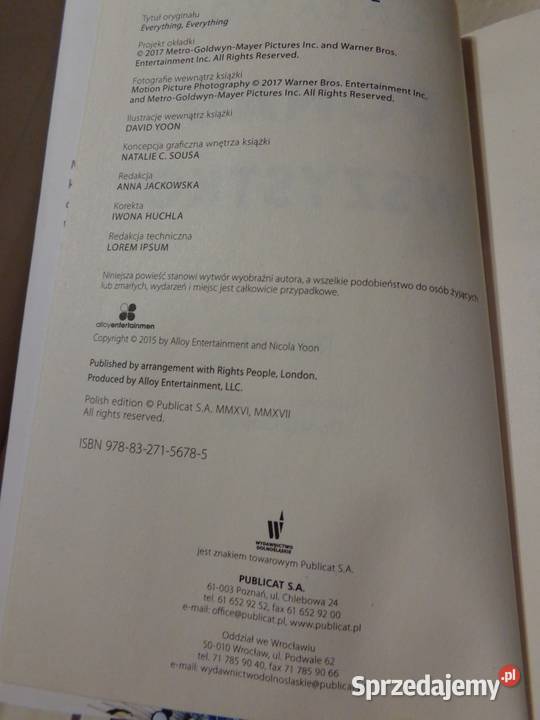 Tytuł oryginału
Everything, Everything
Projekt okładki
© 2017 Metro-Goldwyn-Mayer Pictures Inc. and Warner Bros.
Entertainment Inc. All Rights Reserved.
Fotografie wewnątrz książki
Motion Picture Photography © 2017 Warner Bros. Entertainment Inc.
and Metro-Goldwyn-Mayer Pictures Inc. All Rights Reserved.
Ilustracje wewnątrz książki
DAVID YOON
Koncepcja graficzna wnętrza książki
NATALIE C. SOUSA
Redakcja
ANNA JACKOWSKA
Korekta
IWONA HUCHLA
Redakcja techniczna
LOREM IPSUM
Niniejsza powieść stanowi wytwór wyobraźni autora, a wszelkie podobieństwo do osób żyjących
lub zmarłych, wydarzeń i miejsc jest całkowicie przypadkowe.
alloyentertainmen
Copyright © 2015 by Alloy Entertainment and Nicola Yoon
Published by arrangement with Rights People, London.
Produced by Alloy Entertainment, LLC.
Polish edition © Publicat S.A. MMXVI, MMXVII
All rights reserved.
ISBN 978-83-271-5678-5
WYDAWNICTWO
DOLNOŚLĄSKIE
jest znakiem towarowym Publicat S.A.
PUBLICAT S.A.
61-003 Poznań, ul. Chlebowa 24
tel. 61 652 92 52, fax 61 652 92 00
e-mail: office@publicat.pl, www.publicat.pl
Oddział we Wrocławiu
50-010 Wrocław, ul. Podwale 62
tel. 71 785 90 40, fax 71 785 90 66
e-mail: wydawnictwodolnoslaskie@publica
Sprzedajemy.pl